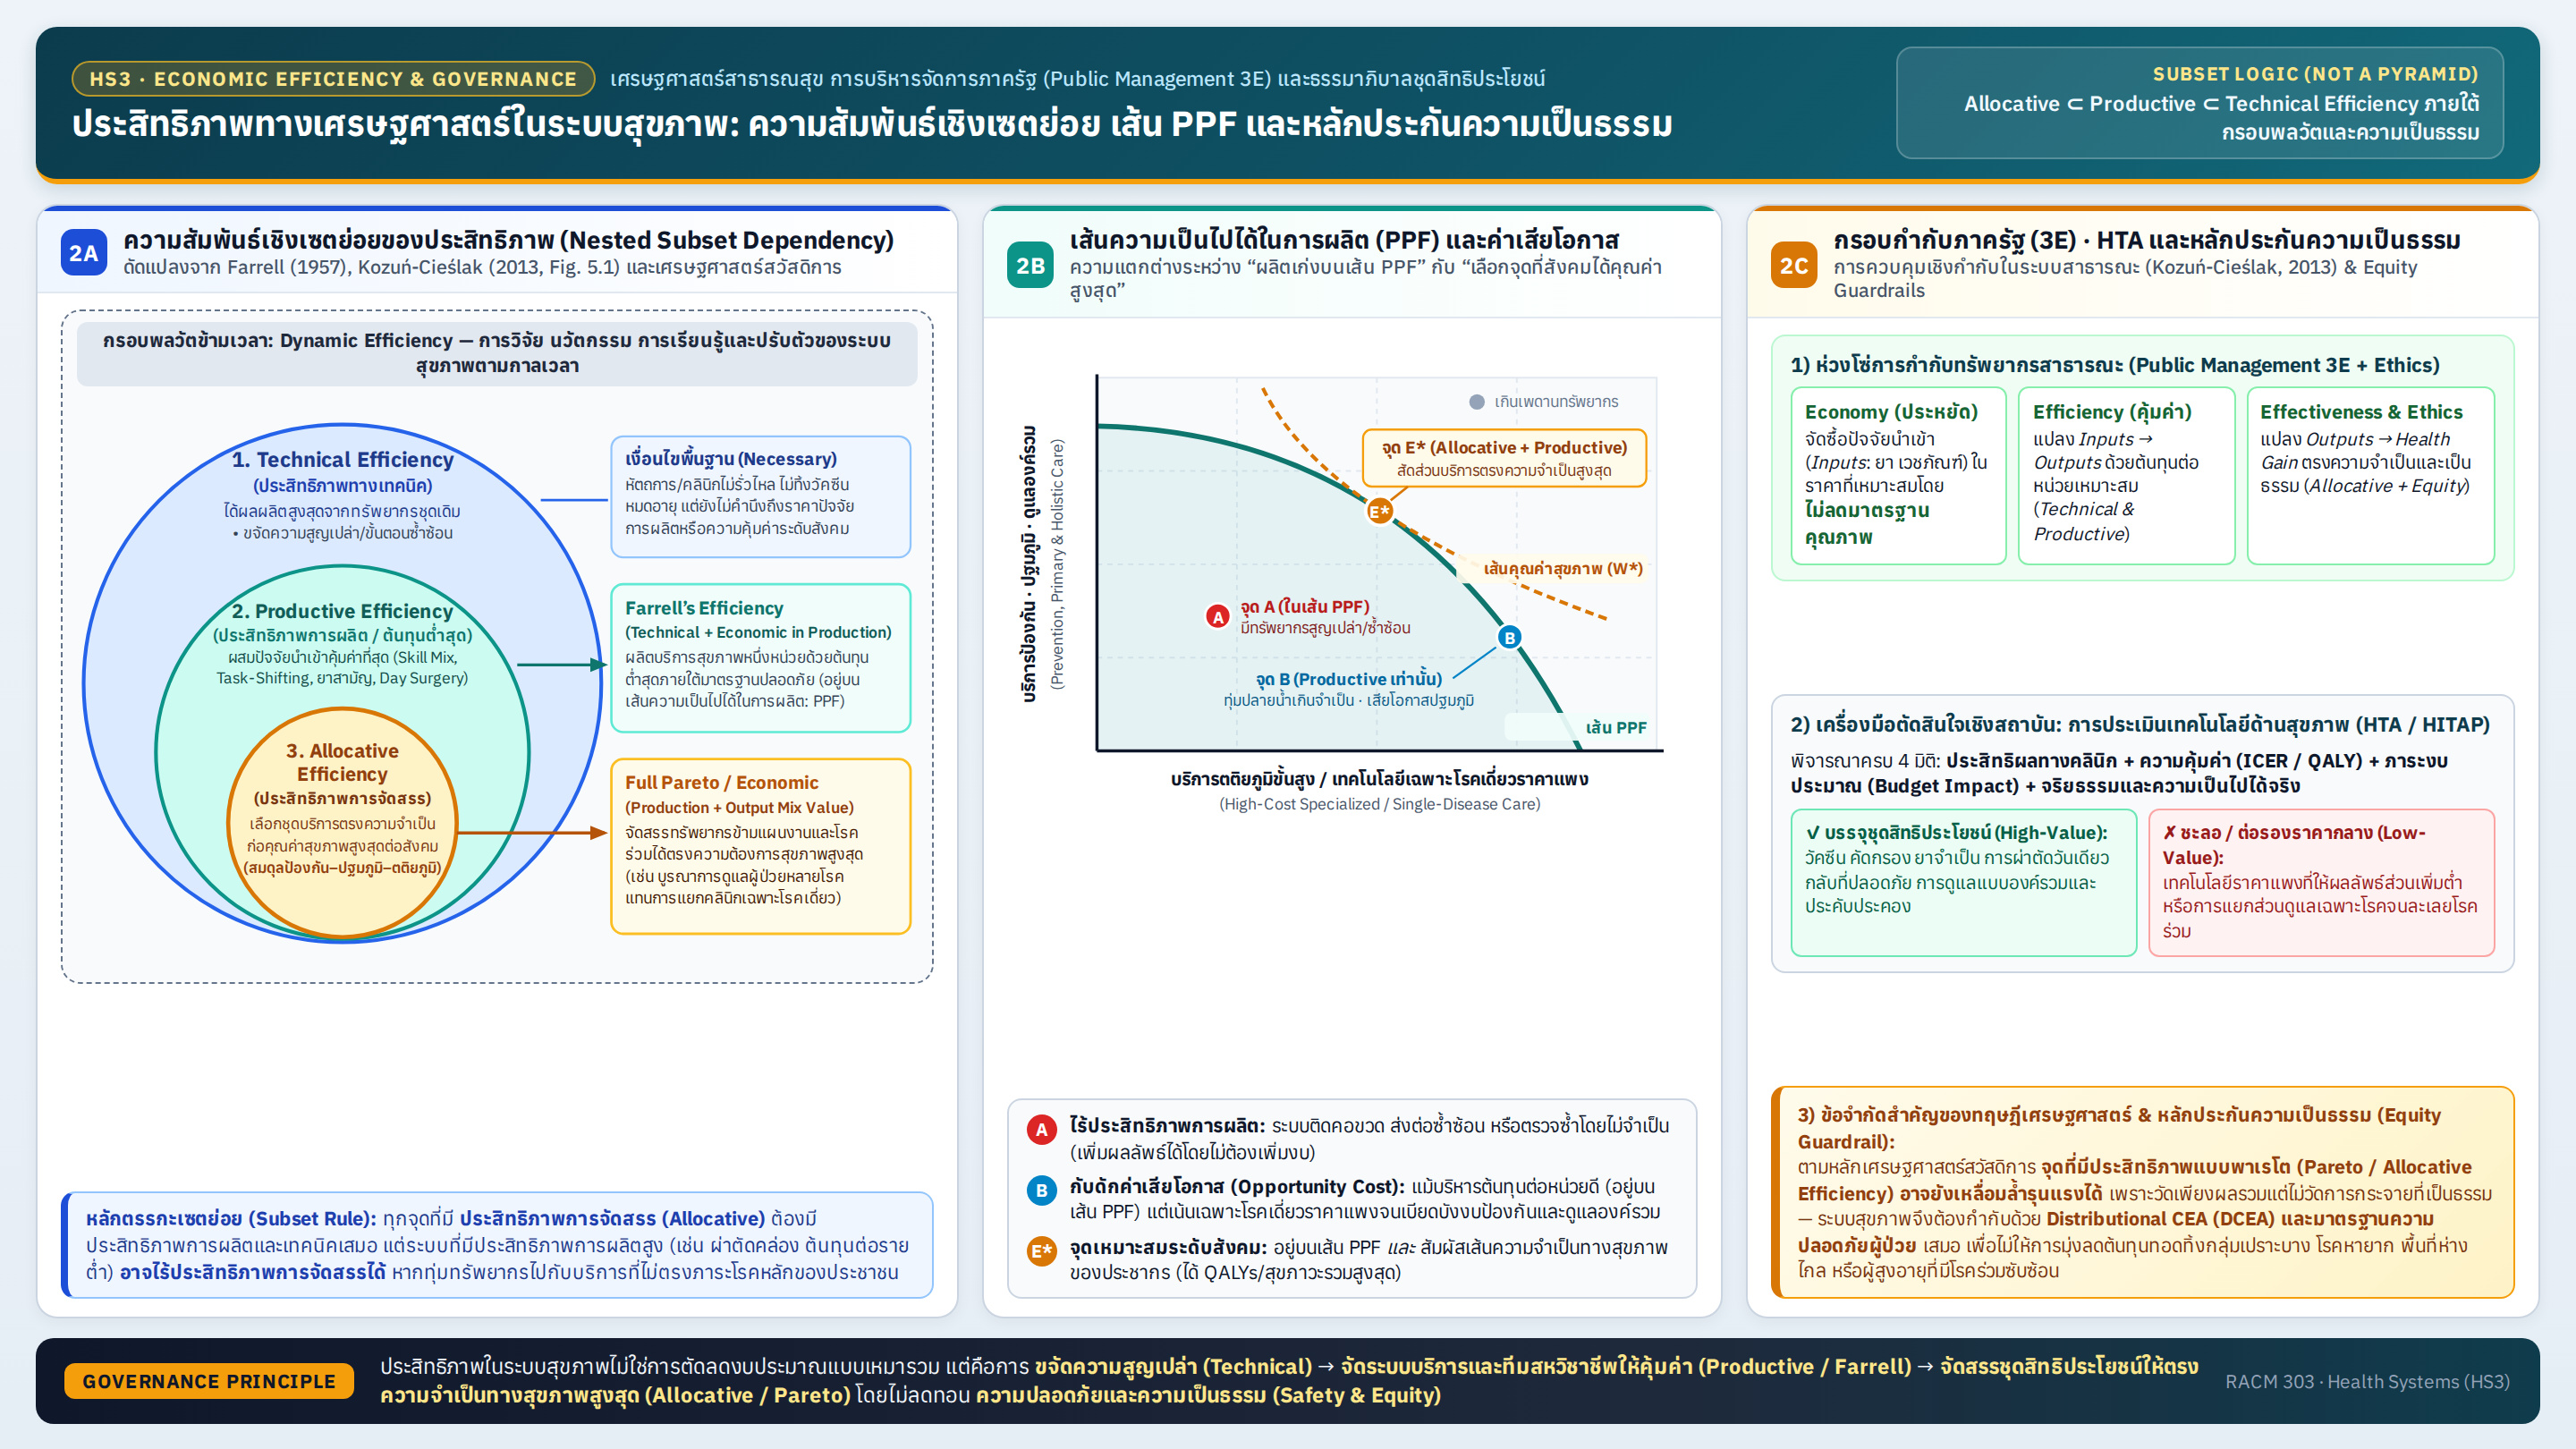 HS3 · ECONOMIC EFFICIENCY & GOVERNANCE
เศรษฐศาสตร์สาธารณสุข การบริหารจัดการภาครัฐ (Public Management 3E) และธรรมาภิบาลชุดสิทธิประโยชน์
ประสิทธิภาพทางเศรษฐศาสตร์ในระบบสุขภาพ: ความสัมพันธ์เชิงเซตย่อย เส้น PPF และหลักประกันความเป็นธรรม
SUBSET LOGIC (NOT A PYRAMID)
Allocative ⊂ Productive ⊂ Technical Efficiency ภายใต้
กรอบพลวัตและความเป็นธรรม
2A
ความสัมพันธ์เชิงเซตย่อยของประสิทธิภาพ (Nested Subset Dependency)
ดัดแปลงจาก Farrell (1957), Kozuń-Cieślak (2013, Fig. 5.1) และเศรษฐศาสตร์สวัสดิการ
กรอบพลวัตข้ามเวลา: Dynamic Efficiency — การวิจัย นวัตกรรม การเรียนรู้และปรับตัวของระบบ
สุขภาพตามกาลเวลา
1. Technical Efficiency
(ประสิทธิภาพทางเทคนิค)
ได้ผลผลิตสูงสุดจากทรัพยากรชุดเดิม
• ขจัดความสูญเปล่า/ขั้นตอนซ้ำซ้อน
2. Productive Efficiency
(ประสิทธิภาพการผลิต / ต้นทุนต่ำสุด)
ผสมปัจจัยนำเข้าคุ้มค่าที่สุด (Skill Mix,
Task-Shifting, ยาสามัญ, Day Surgery)
3. Allocative
Efficiency
(ประสิทธิภาพการจัดสรร)
เลือกชุดบริการตรงความจำเป็น
ก่อคุณค่าสุขภาพสูงสุดต่อสังคม
(สมดุลป้องกัน–ปฐมภูมิ–ตติยภูมิ)
เงื่อนไขพื้นฐาน (Necessary)
หัตถการ/คลินิกไม่รั่วไหล ไม่ทิ้งวัคซีน
หมดอายุ แต่ยังไม่คำนึงถึงราคาปัจจัย
การผลิตหรือความคุ้มค่าระดับสังคม
Farrell’s Efficiency
(Technical + Economic in Production)
ผลิตบริการสุขภาพหนึ่งหน่วยด้วยต้นทุน
ต่ำสุดภายใต้มาตรฐานปลอดภัย (อยู่บน
เส้นความเป็นไปได้ในการผลิต: PPF)
Full Pareto / Economic
(Production + Output Mix Value)
จัดสรรทรัพยากรข้ามแผนงานและโรค
ร่วมได้ตรงความต้องการสุขภาพสูงสุด
(เช่น บูรณาการดูแลผู้ป่วยหลายโรค
แทนการแยกคลินิกเฉพาะโรคเดี่ยว)
หลักตรรกะเซตย่อย (Subset Rule): ทุกจุดที่มี ประสิทธิภาพการจัดสรร (Allocative) ต้องมี
ประสิทธิภาพการผลิตและเทคนิคเสมอ แต่ระบบที่มีประสิทธิภาพการผลิตสูง (เช่น ผ่าตัดคล่อง ต้นทุนต่อราย
ต่ำ) อาจไร้ประสิทธิภาพการจัดสรรได้ หากทุ่มทรัพยากรไปกับบริการที่ไม่ตรงภาระโรคหลักของประชาชน
2B
เส้นความเป็นไปได้ในการผลิต (PPF) และค่าเสียโอกาส
ความแตกต่างระหว่าง “ผลิตเก่งบนเส้น PPF” กับ “เลือกจุดที่สังคมได้คุณค่า
สูงสุด”
บริการป้องกัน · ปฐมภูมิ · ดูแลองค์รวม
(Prevention, Primary & Holistic Care)
เกินเพดานทรัพยากร
จุด E* (Allocative + Productive)
สัดส่วนบริการตรงความจำเป็นสูงสุด
E*
เส้นคุณค่าสุขภาพ (W*)
A
จุด A (ในเส้น PPF)
มีทรัพยากรสูญเปล่า/ซ้ำซ้อน
B
จุด B (Productive เท่านั้น)
ทุ่มปลายน้ำเกินจำเป็น · เสียโอกาสปฐมภูมิ
เส้น PPF
บริการตติยภูมิขั้นสูง / เทคโนโลยีเฉพาะโรคเดี่ยวราคาแพง
(High-Cost Specialized / Single-Disease Care)
A
ไร้ประสิทธิภาพการผลิต: ระบบติดคอขวด ส่งต่อซ้ำซ้อน หรือตรวจซ้ำโดยไม่จำเป็น
(เพิ่มผลลัพธ์ได้โดยไม่ต้องเพิ่มงบ)
B
กับดักค่าเสียโอกาส (Opportunity Cost): แม้บริหารต้นทุนต่อหน่วยดี (อยู่บน
เส้น PPF) แต่เน้นเฉพาะโรคเดี่ยวราคาแพงจนเบียดบังงบป้องกันและดูแลองค์รวม
E*
จุดเหมาะสมระดับสังคม: อยู่บนเส้น PPF และ สัมผัสเส้นความจำเป็นทางสุขภาพ
ของประชากร (ได้ QALYs/สุขภาวะรวมสูงสุด)
2C
กรอบกำกับภาครัฐ (3E) · HTA และหลักประกันความเป็นธรรม
การควบคุมเชิงกำกับในระบบสาธารณะ (Kozuń-Cieślak, 2013) & Equity
Guardrails
1) ห่วงโซ่การกำกับทรัพยากรสาธารณะ (Public Management 3E + Ethics)
Economy (ประหยัด)
จัดซื้อปัจจัยนำเข้า
(Inputs: ยา เวชภัณฑ์) ใน
ราคาที่เหมาะสมโดย
ไม่ลดมาตรฐาน
คุณภาพ
Efficiency (คุ้มค่า)
แปลง Inputs →
Outputs ด้วยต้นทุนต่อ
หน่วยเหมาะสม
(Technical &
Productive)
Effectiveness & Ethics
แปลง Outputs → Health
Gain ตรงความจำเป็นและเป็น
ธรรม (Allocative + Equity)
2) เครื่องมือตัดสินใจเชิงสถาบัน: การประเมินเทคโนโลยีด้านสุขภาพ (HTA / HITAP)
พิจารณาครบ 4 มิติ: ประสิทธิผลทางคลินิก + ความคุ้มค่า (ICER / QALY) + ภาระงบ
ประมาณ (Budget Impact) + จริยธรรมและความเป็นไปได้จริง
✓ บรรจุชุดสิทธิประโยชน์ (High-Value):
วัคซีน คัดกรอง ยาจำเป็น การผ่าตัดวันเดียว
กลับที่ปลอดภัย การดูแลแบบองค์รวมและ
ประคับประคอง
✗ ชะลอ / ต่อรองราคากลาง (Low-
Value):
เทคโนโลยีราคาแพงที่ให้ผลลัพธ์ส่วนเพิ่มต่ำ
หรือการแยกส่วนดูแลเฉพาะโรคจนละเลยโรค
ร่วม
3) ข้อจำกัดสำคัญของทฤษฎีเศรษฐศาสตร์ & หลักประกันความเป็นธรรม (Equity
Guardrail):
ตามหลักเศรษฐศาสตร์สวัสดิการ จุดที่มีประสิทธิภาพแบบพาเรโต (Pareto / Allocative
Efficiency) อาจยังเหลื่อมล้ำรุนแรงได้ เพราะวัดเพียงผลรวมแต่ไม่วัดการกระจายที่เป็นธรรม
— ระบบสุขภาพจึงต้องกำกับด้วย Distributional CEA (DCEA) และมาตรฐานความ
ปลอดภัยผู้ป่วย เสมอ เพื่อไม่ให้การมุ่งลดต้นทุนทอดทิ้งกลุ่มเปราะบาง โรคหายาก พื้นที่ห่าง
ไกล หรือผู้สูงอายุที่มีโรคร่วมซับซ้อน
GOVERNANCE PRINCIPLE
ประสิทธิภาพในระบบสุขภาพไม่ใช่การตัดลดงบประมาณแบบเหมารวม แต่คือการ ขจัดความสูญเปล่า (Technical) → จัดระบบบริการและทีมสหวิชาชีพให้คุ้มค่า (Productive / Farrell) → จัดสรรชุดสิทธิประโยชน์ให้ตรง
ความจำเป็นทางสุขภาพสูงสุด (Allocative / Pareto) โดยไม่ลดทอน ความปลอดภัยและความเป็นธรรม (Safety & Equity)
RACM 303 · Health Systems (HS3)